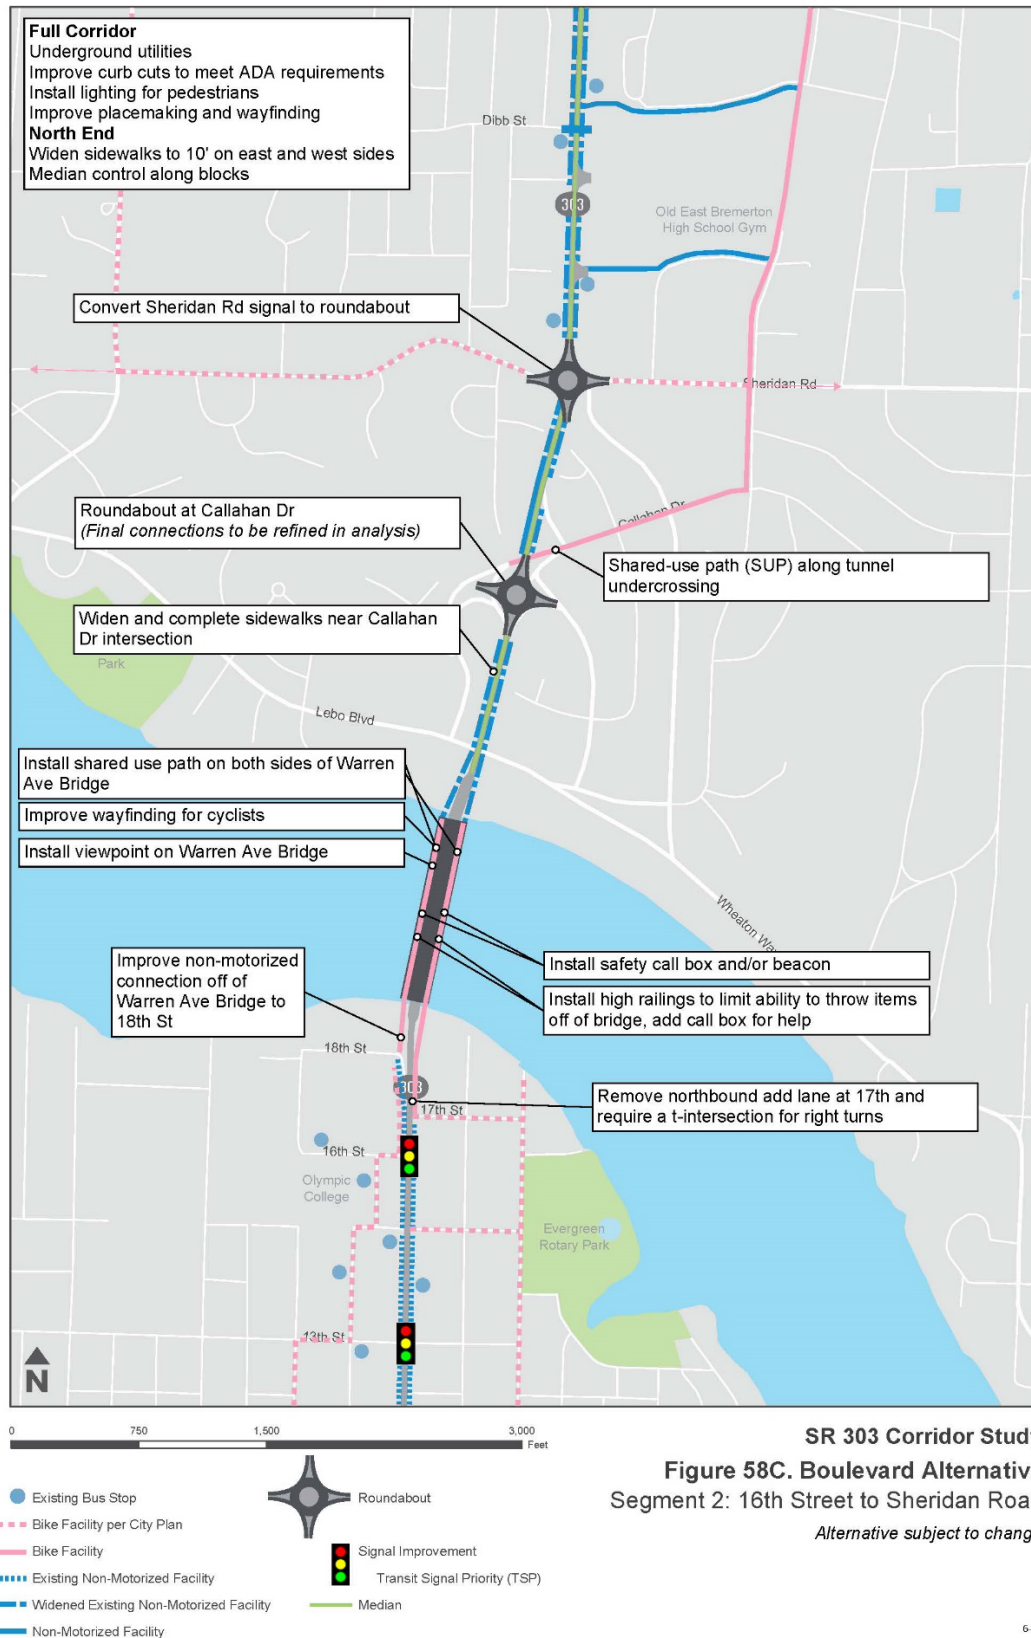 Full Corridor
Underground utilities
Improve curb cuts to meet ADA requirements
Install lighting for pedestrians
Improve placemaking and wayfinding
North End
Widen sidewalks to 10' on east and west sides
Median control along blocks
Dibb St
303
Old East Bremerton
High School Gym
Convert Sheridan Rd signal to roundabout
Sheridan Rd
Roundabout at Callahan Dr
(Final connections to be refined in analysis)
Callahan Dr
Shared-use path (SUP) along tunnel
undercrossing
Widen and complete sidewalks near Callahan
Dr intersection
Park
Lebo Blvd
Install shared use path on both sides of Warren
Ave Bridge
Improve wayfinding for cyclists
Install viewpoint on Warren Ave Bridge
Wheaton Way
Improve non-motorized
connection off of
Warren Ave Bridge to
18th St
Install safety call box and/or beacon
Install high railings to limit ability to throw items
off of bridge, add call box for help
18th St
303
17th St
Remove northbound add lane at 17th and
require a t-intersection for right turns
16th St
Olympic
College
Evergreen
Rotary Park
13th St
N
0 750 1,500 3,000
Feet
SR 303 Corridor Stud
Figure 58C. Boulevard Alternativ
Segment 2: 16th Street to Sheridan Roa
Alternative subject to chang
Existing Bus Stop
Roundabout
Bike Facility per City Plan
Bike Facility
Signal Improvement
Existing Non-Motorized Facility
Transit Signal Priority (TSP)
Widened Existing Non-Motorized Facility
Median
Non-Motorized Facility
6-